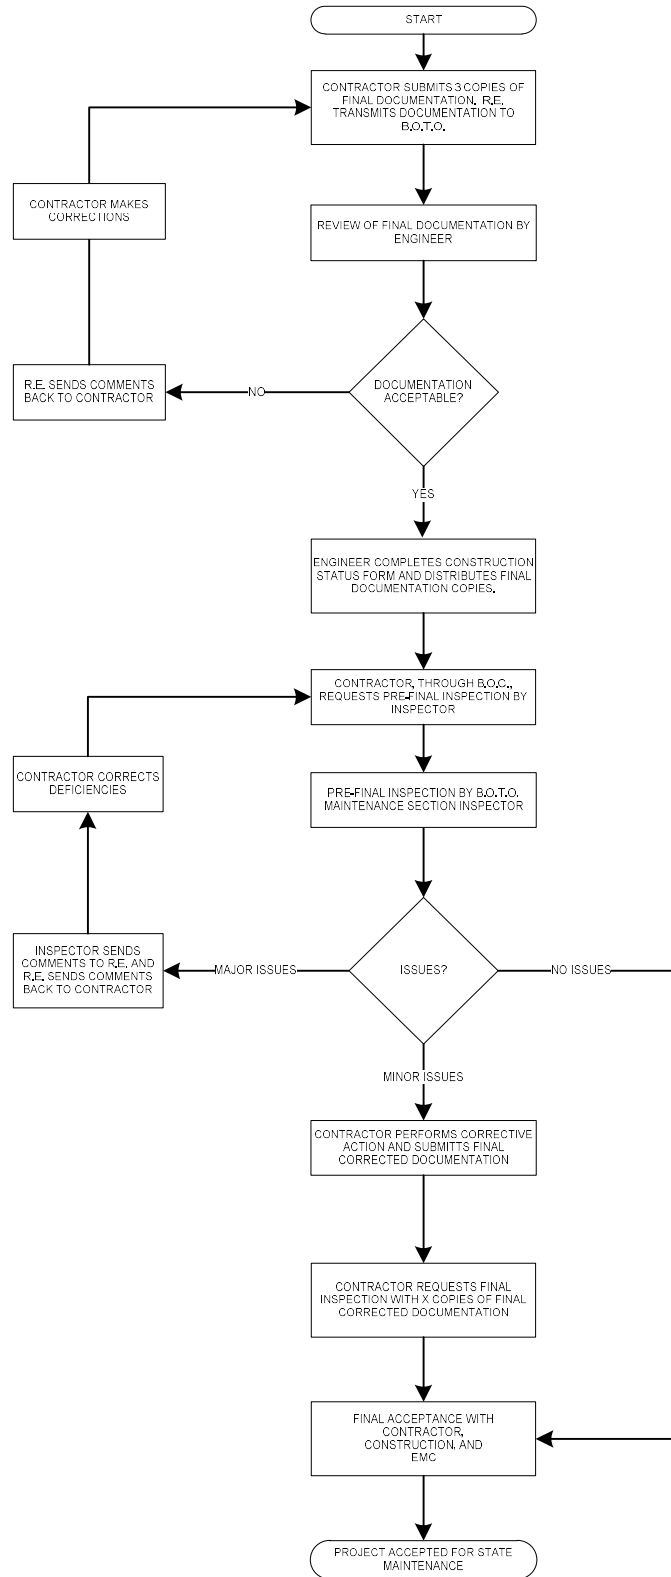 START
CONTRACTOR SUBMITS 3 COPIES OF
FINAL DOCUMENTATION. R.E.
TRANSMITS DOCUMENTATION TO
B.O.T.O.
CONTRACTOR MAKES
CORRECTIONS
REVIEW OF FINAL DOCUMENTATION BY
ENGINEER
R.E. SENDS COMMENTS
BACK TO CONTRACTOR
NO
DOCUMENTATION
ACCEPTABLE?
YES
ENGINEER COMPLETES CONSTRUCTION
STATUS FORM AND DISTRIBUTES FINAL
DOCUMENTATION COPIES.
CONTRACTOR, THROUGH B.O.C.,
REQUESTS PRE-FINAL INSPECTION BY
INSPECTOR
CONTRACTOR CORRECTS
DEFICIENCIES
PRE-FINAL INSPECTION BY B.O.T.O.
MAINTENANCE SECTION INSPECTOR
INSPECTOR SENDS
COMMENTS TO R.E. AND
R.E. SENDS COMMENTS
BACK TO CONTRACTOR
MAJOR ISSUES
ISSUES?
NO ISSUES
MINOR ISSUES
CONTRACTOR PERFORMS CORRECTIVE
ACTION AND SUBMITTS FINAL
CORRECTED DOCUMENTATION
CONTRACTOR REQUESTS FINAL
INSPECTION WITH X COPIES OF FINAL
CORRECTED DOCUMENTATION
FINAL ACCEPTANCE WITH
CONTRACTOR,
CONSTRUCTION, AND
EMC
PROJECT ACCEPTED FOR STATE
MAINTENANCE